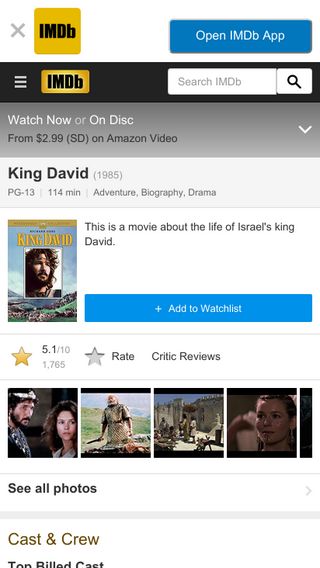 IMDb
Open IMDb App
IMDb
Search IMDb
Watch Now or On Disc
From $2.99 (SD) on Amazon Video
King David (1985)
PG-13 | 114 min | Adventure, Biography, Drama
KING DAVID
This is a movie about the life of Israel's king
David.
+ Add to Watchlist
5.1/10
1,765
Rate
Critic Reviews
See all photos
Cast & Crew
Top Billed Cast